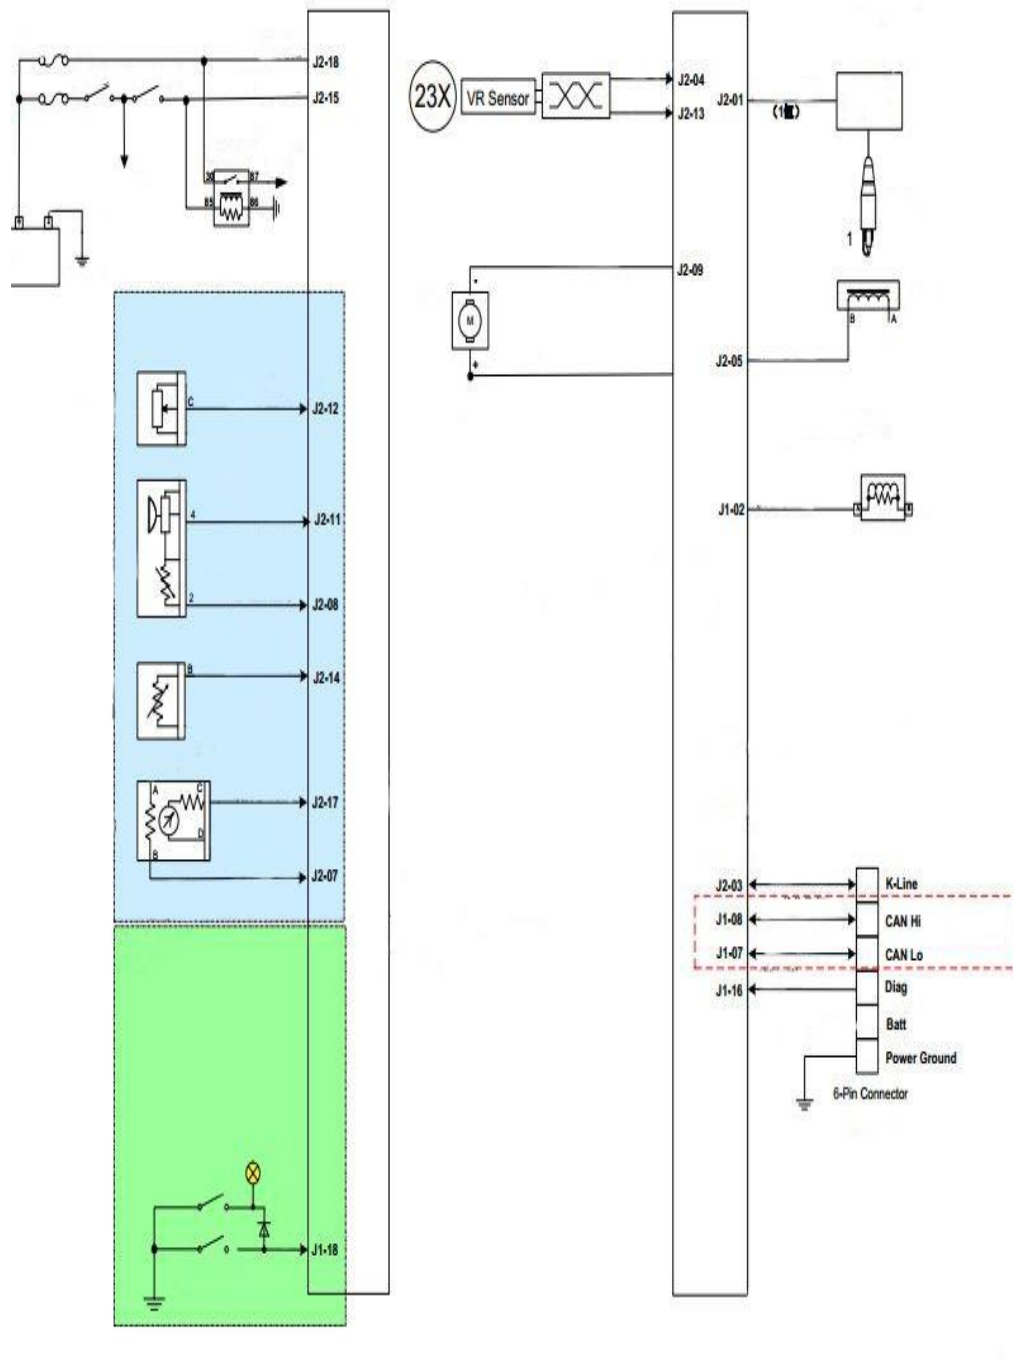 J2-18
J2-15
30 87
85 86
23X
VR Sensor
J2-04
J2-13
J2-01
1
J2-09
-
M
+
B A
J2-05
C
J2-12
4
J2-11
2
J2-08
J1-02
B
J2-14
A
C
D
B
J2-17
J2-07
J2-03
K-Line
J1-08
CAN Hi
J1-07
CAN Lo
J1-16
Diag
Batt
Power Ground
6-Pin Connector
J1-18